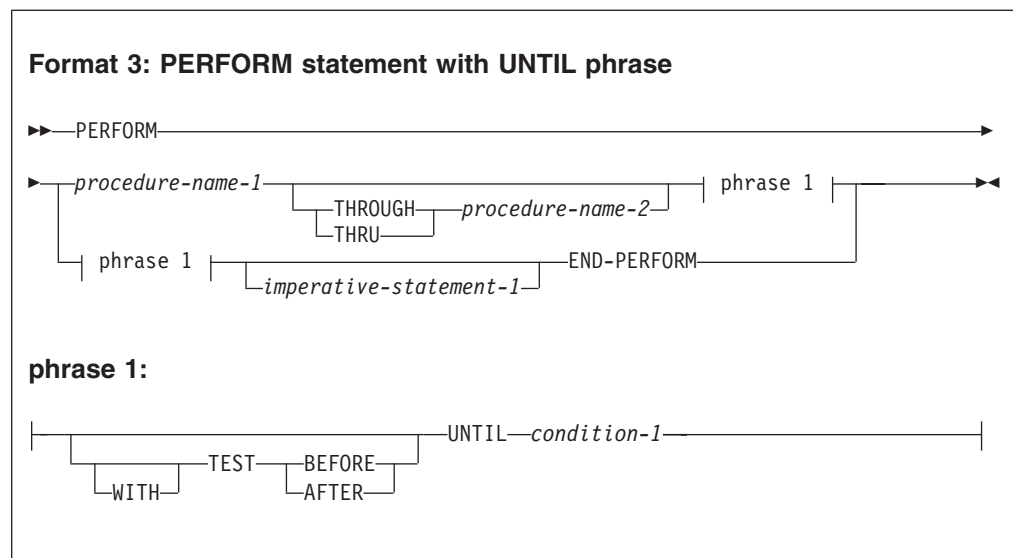 Format 3: PERFORM statement with UNTIL phrase
PERFORM
procedure-name-1 phrase 1
THROUGH procedure-name-2
THRU
phrase 1 END-PERFORM
imperative-statement-1
phrase 1:
UNTIL condition-1
TEST BEFORE
WITH AFTER